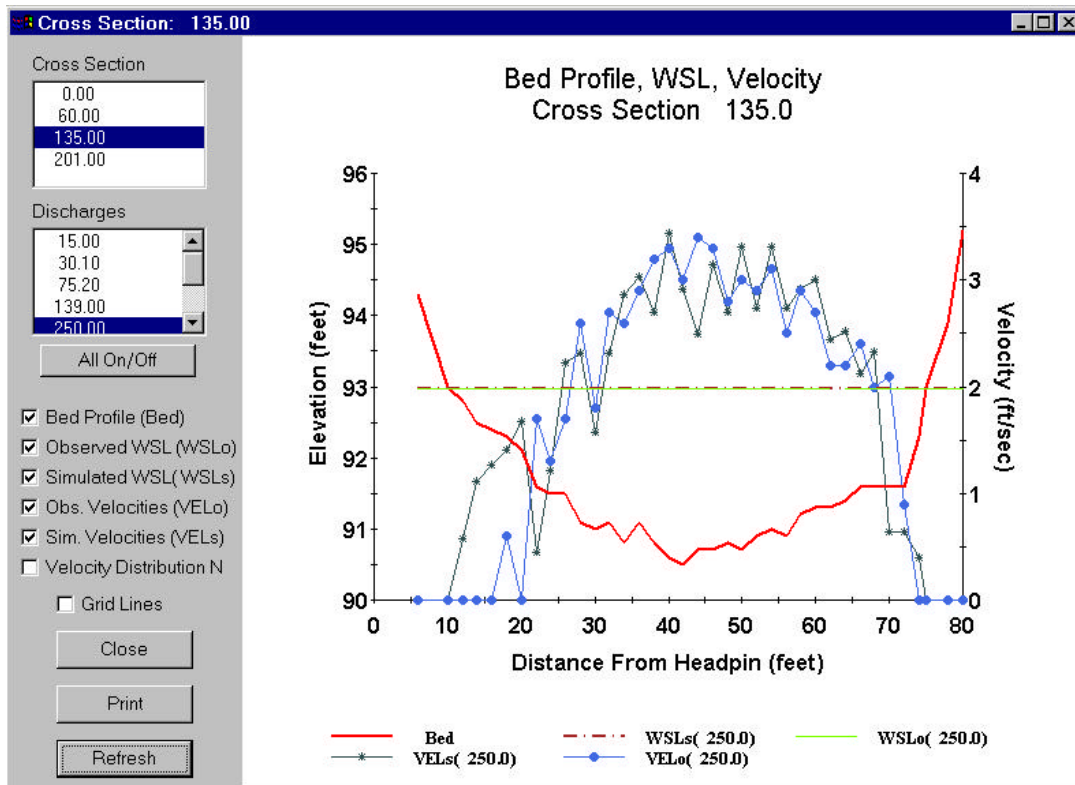 Cross Section: 135.00
Cross Section
0.00
60.00
135.00
201.00
Discharges
15.00
30.10
75.20
139.00
250.00
All On/Off
Bed Profile (Bed)
Observed WSL (WSLo)
Simulated WSL( WSLs)
Obs. Velocities (VELo)
Sim. Velocities (VELs)
Velocity Distribution N
Grid Lines
Close
Print
Refresh
Bed Profile, WSL, Velocity
Cross Section 135.0
Elevation (feet)
96
95
94
93
92
91
90
4
3
2
1
0
Velocity (ft/sec)
0 10 20 30 40 50 60 70 80
Distance From Headpin (feet)
Bed WSLs( 250.0) WSLo( 250.0)
VELs( 250.0) VELo( 250.0)